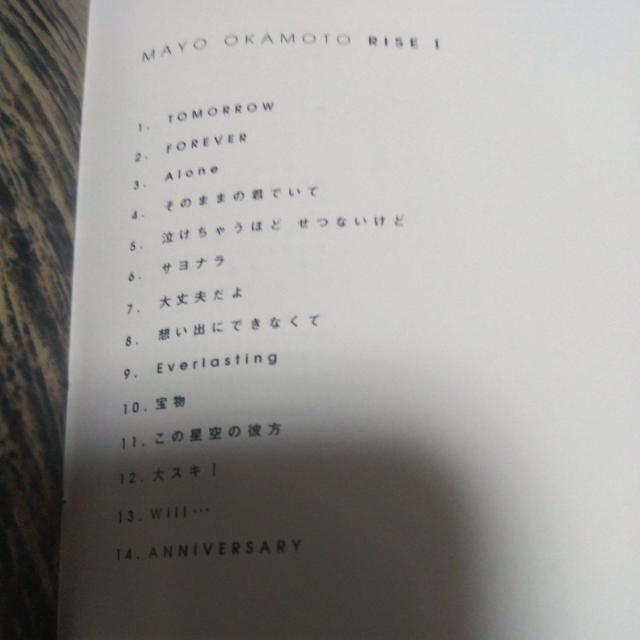 MAYO OKAMOTO RISE 1
1. TOMORROW
2. FOREVER
3. Alone
4. そのままの君でいて
5. 泣けちゃうほど せつないけど
6. サヨナラ
7. 大丈夫だよ
8. 想い出にできなくて
9. Everlasting
10. 宝物
11. この星空の彼方
12. 大スキ！
13. Will…
14. ANNIVERSARY